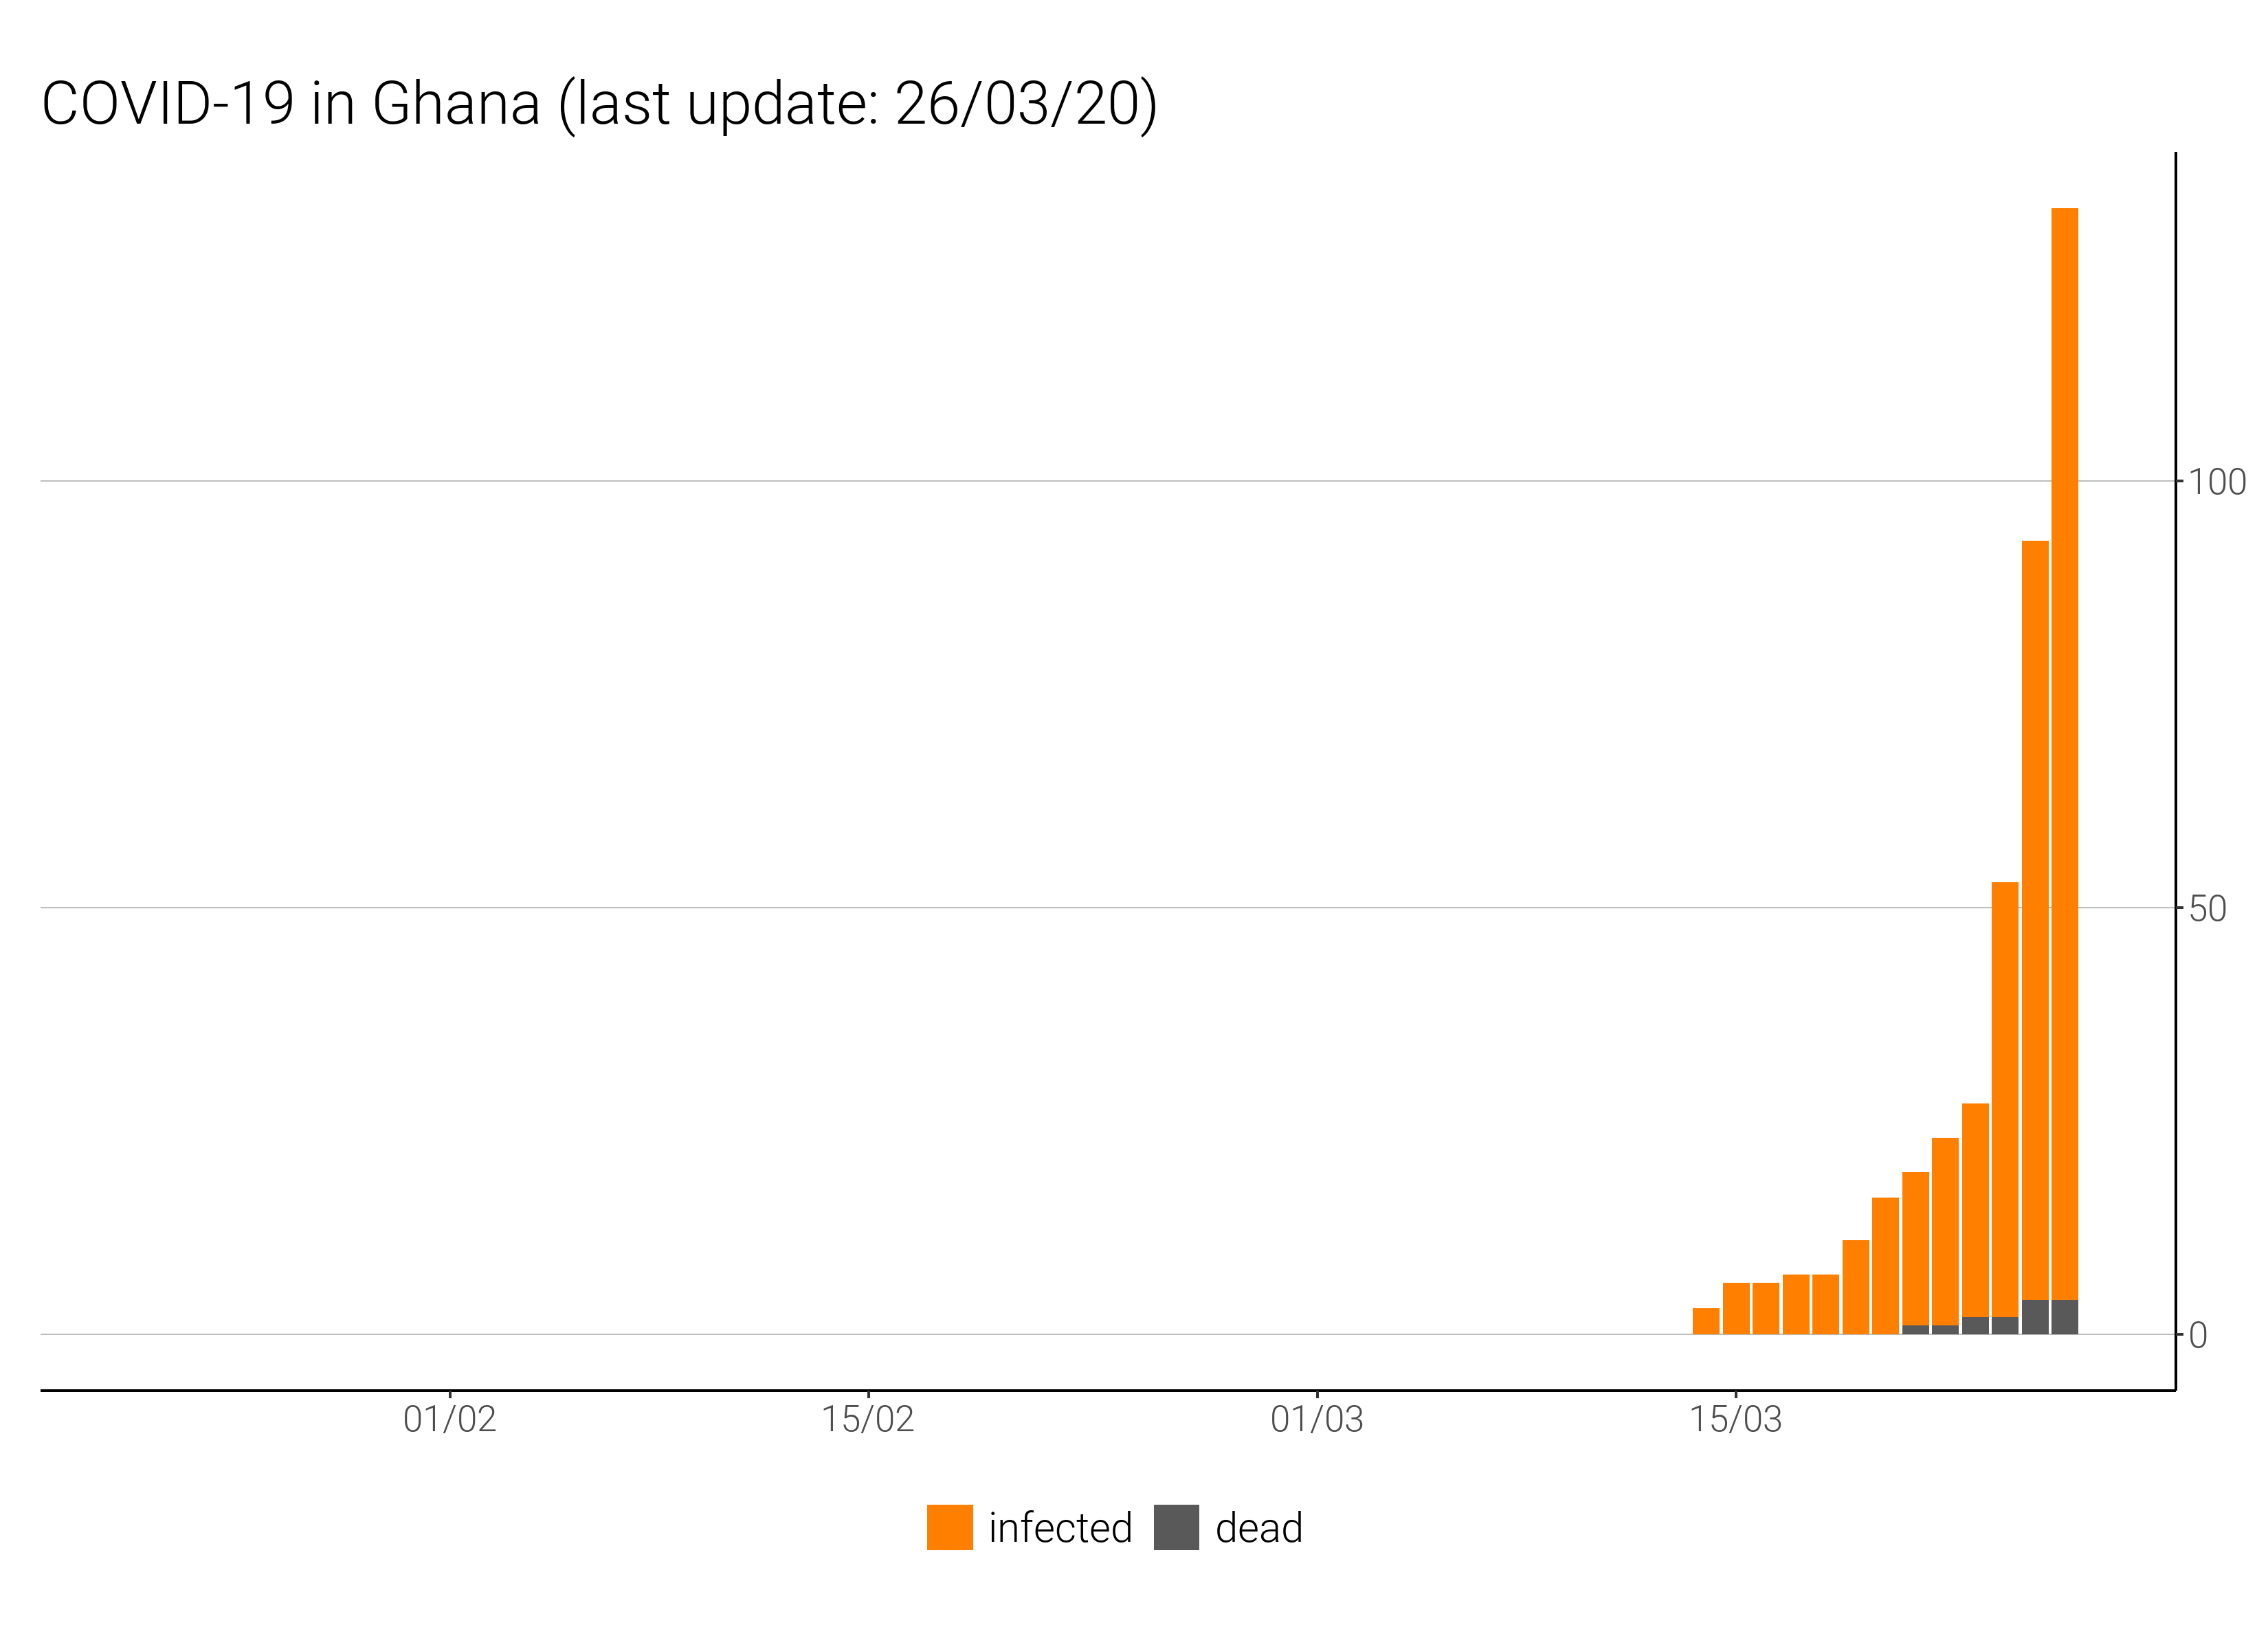 COVID-19 in Ghana (last update: 26/03/20)
100
50
0
01/02 15/02 01/03 15/03
infected dead